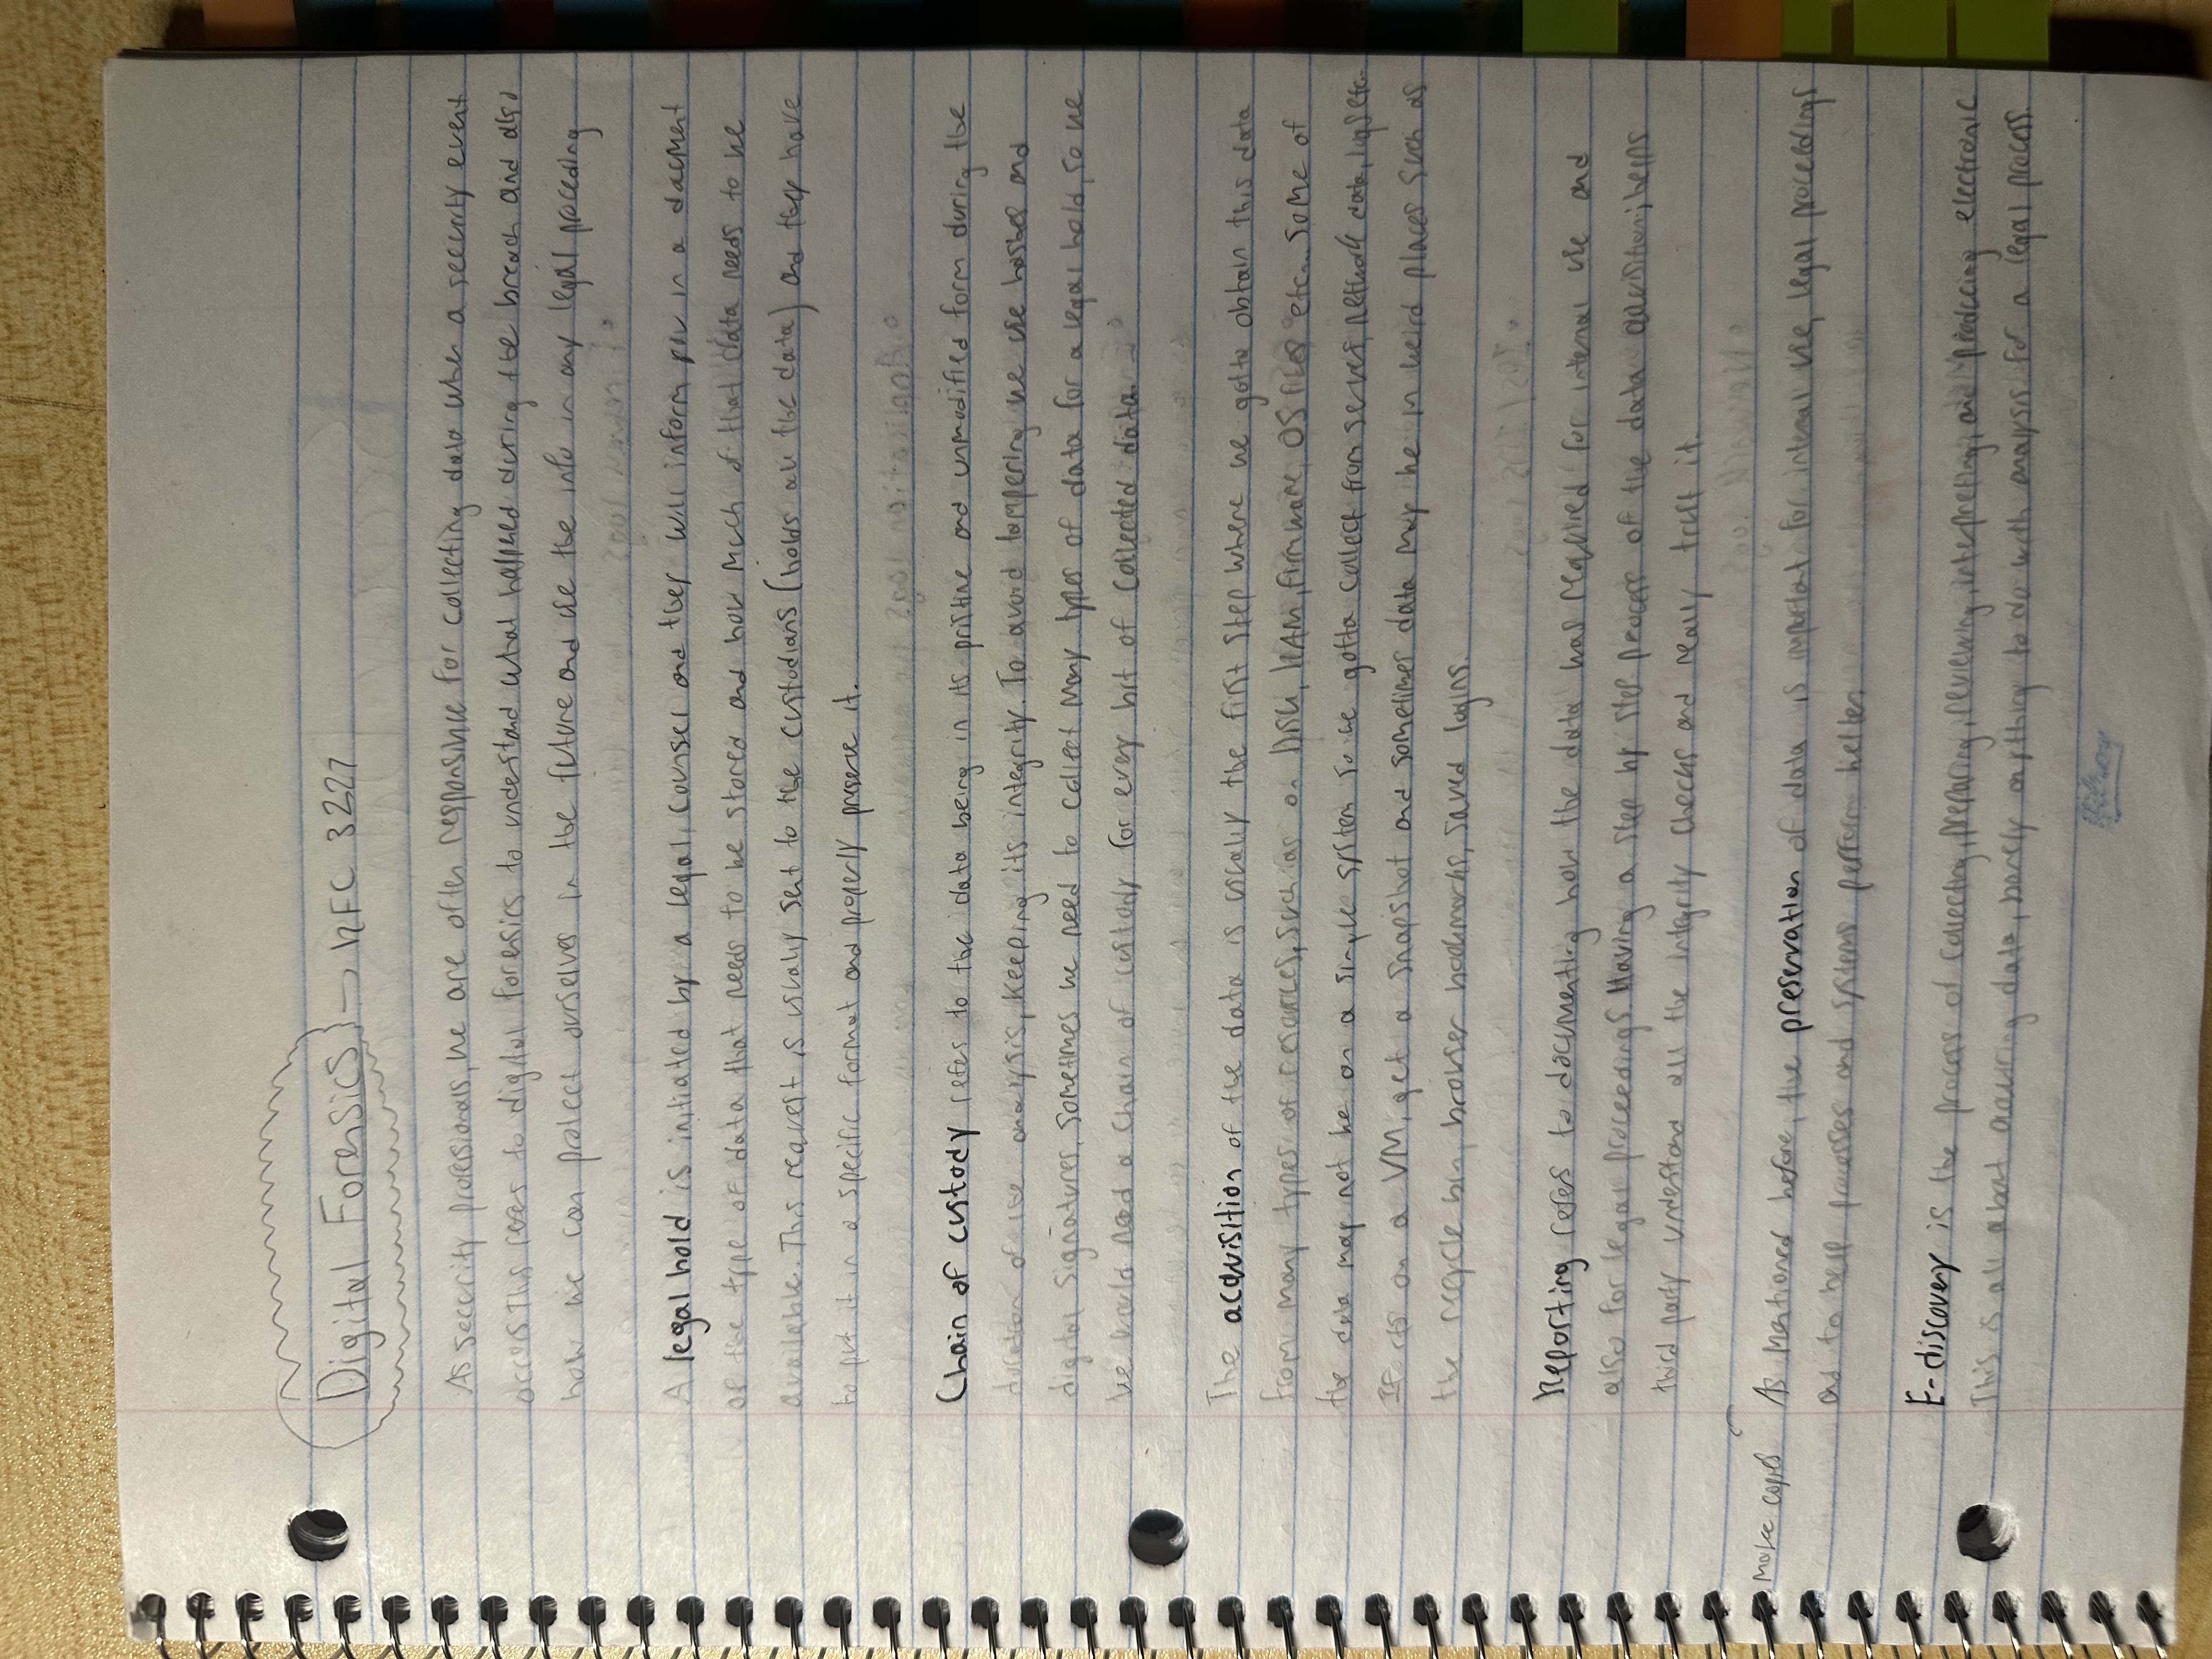 Digital Forensics → RFC 3227
As security professionals, we are often responsible for collecting data when a security event
occurs This refers to digital forensics to understand what happened during the breach and also
how we can protect ourselves in the future and use the info in any legal proceding
A legal hold is initiated by a legal counsel and they will inform you in a docment
of the type of data that needs to be stored and how much of that data needs to be
available. This request is usually sent to the custodians (holds all the data) and they have
to put it in a specific format and properly preserve it.
Chain of custody refers to the data being in its pristine and unmodified form during the
duration of the analysis, keeping its integrity. To avoid tampering we use hashes and
digital signatures. Sometimes we need to collect many types of data for a legal hold, so we
we would need a chain of custody for every bit of collected data.
The acquisition of the data is usually the first step where we gotta obtain this data
from many types of resources, such as on DISK, RAM, firmware, OS files etc... Some of
the data may not be on a single system so we gotta collect from server, network data, logs etc..
If its on a VM, get a snapshot and sometimes data may be in weird places such as
the recycle bin, browser bookmarks, saved logins.
Reporting refers to documenting how the data was required for internal use and
also for legal proceedings. Having a step by step process of the data helps
third party understand all the integrity checks and really trust it.
make copies
As mentioned before, the preservation of data is important for internal use, legal proceedings
and to help processes and systems perform better.
E-discovery is the process of collecting, preparing, reviewing, interpreting, and producing electronic
This is all about acquiring data, barely anything to do with analysis for a legal process.
Hilroy